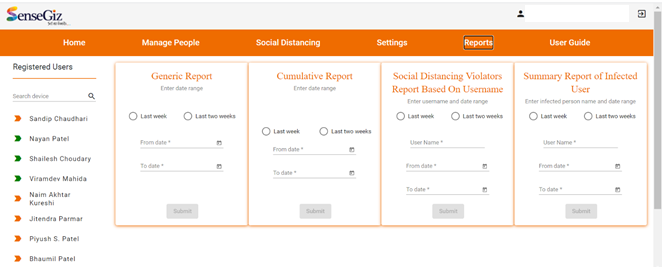 SenseGiz
Home
Manage People
Social Distancing
Settings
Reports
User Guide
Registered Users
Search device
Sandip Chaudhari
Nayan Patel
Shailesh Choudary
Viramdev Mahida
Naim Akhtar
Kureshi
Jitendra Parmar
Piyush S. Patel
Bhaumil Patel
Generic Report
Enter date range
Last week
Last two weeks
From date *
To date *
Submit
Cumulative Report
Enter date range
Last week
Last two weeks
From date *
To date *
Submit
Social Distancing Violators
Report Based On Username
Enter username and date range
Last week
Last two weeks
User Name *
From date *
To date *
Submit
Summary Report of Infected
User
Enter infected person name and date range
Last week
Last two weeks
User Name *
From date *
To date *
Submit